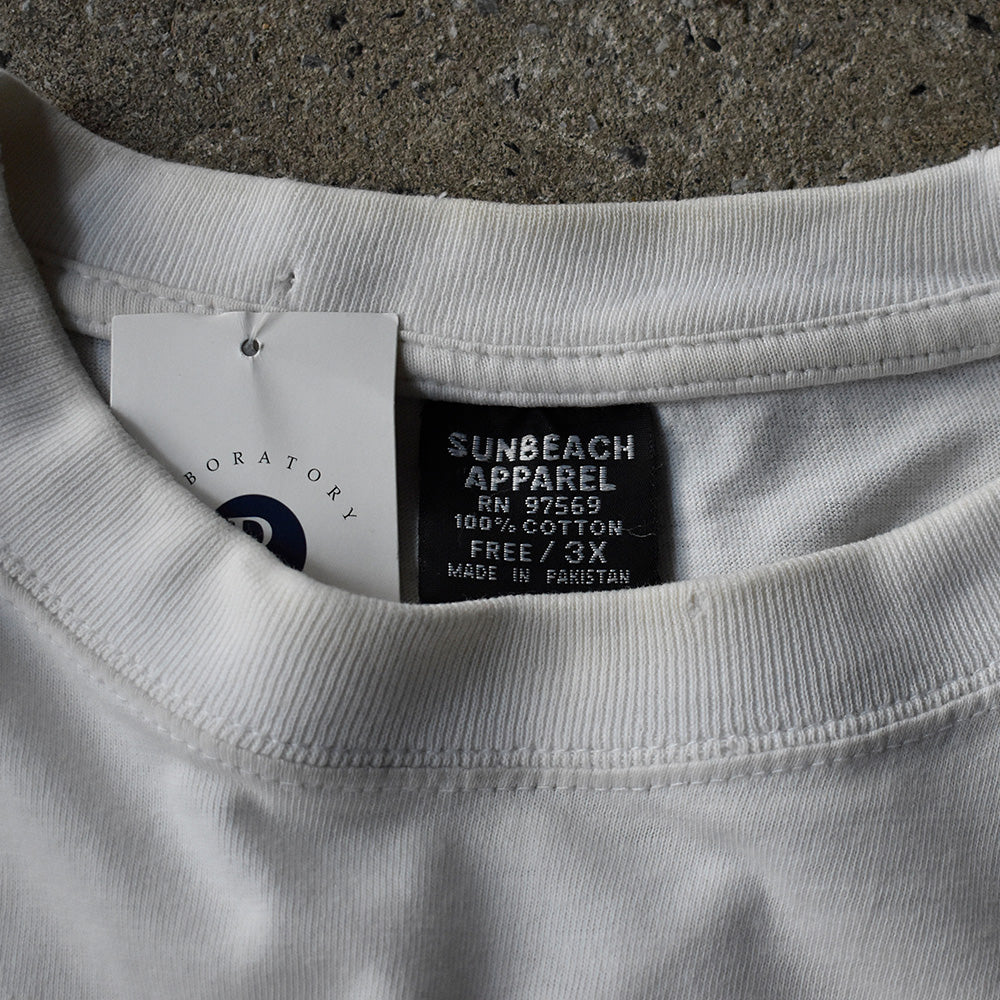 BORATORY
SUNBEACH
APPAREL
RN 97569
100% COTTON
FREE / 3X
MADE IN PAKISTAN